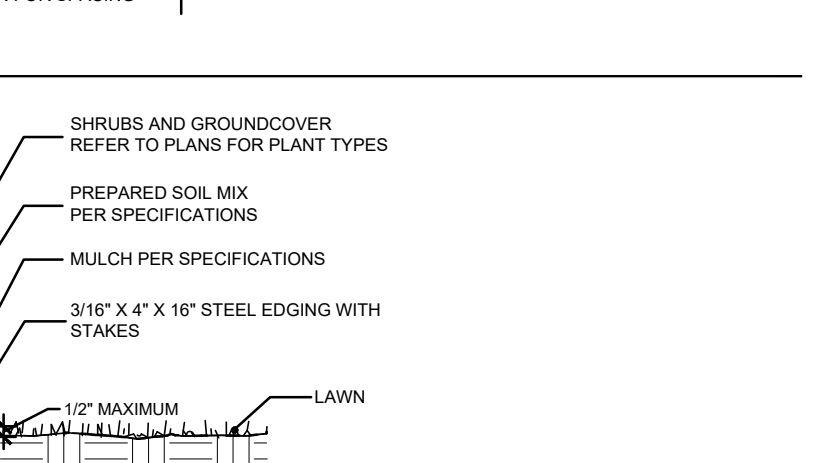 SHRUBS AND GROUNDCOVER
REFER TO PLANS FOR PLANT TYPES
PREPARED SOIL MIX
PER SPECIFICATIONS
MULCH PER SPECIFICATIONS
3/16" X 4" X 16" STEEL EDGING WITH
STAKES
LAWN
1/2" MAXIMUM